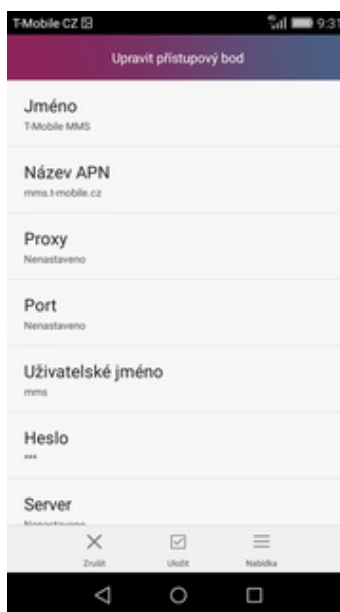 T-Mobile CZ 9:31
Upravit přístupový bod
Jméno
T-Mobile MMS
Název APN
mms.t-mobile.cz
Proxy
Nenastaveno
Port
Nenastaveno
Uživatelské jméno
mms
Heslo
***
Server
Nenastaveno
Zrušit Uložit Nabídka